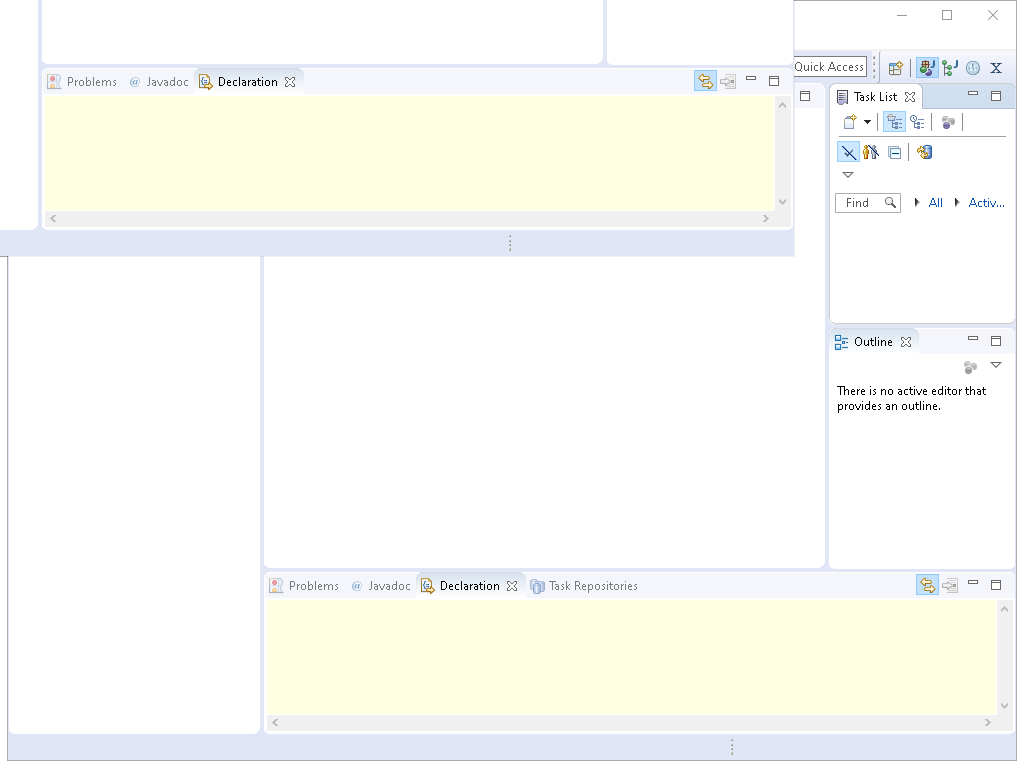 Problems @ Javadoc Declaration
Quick Access
Task List
Find All Activ...
Outline
There is no active editor that
provides an outline.
Problems @ Javadoc Declaration Task Repositories